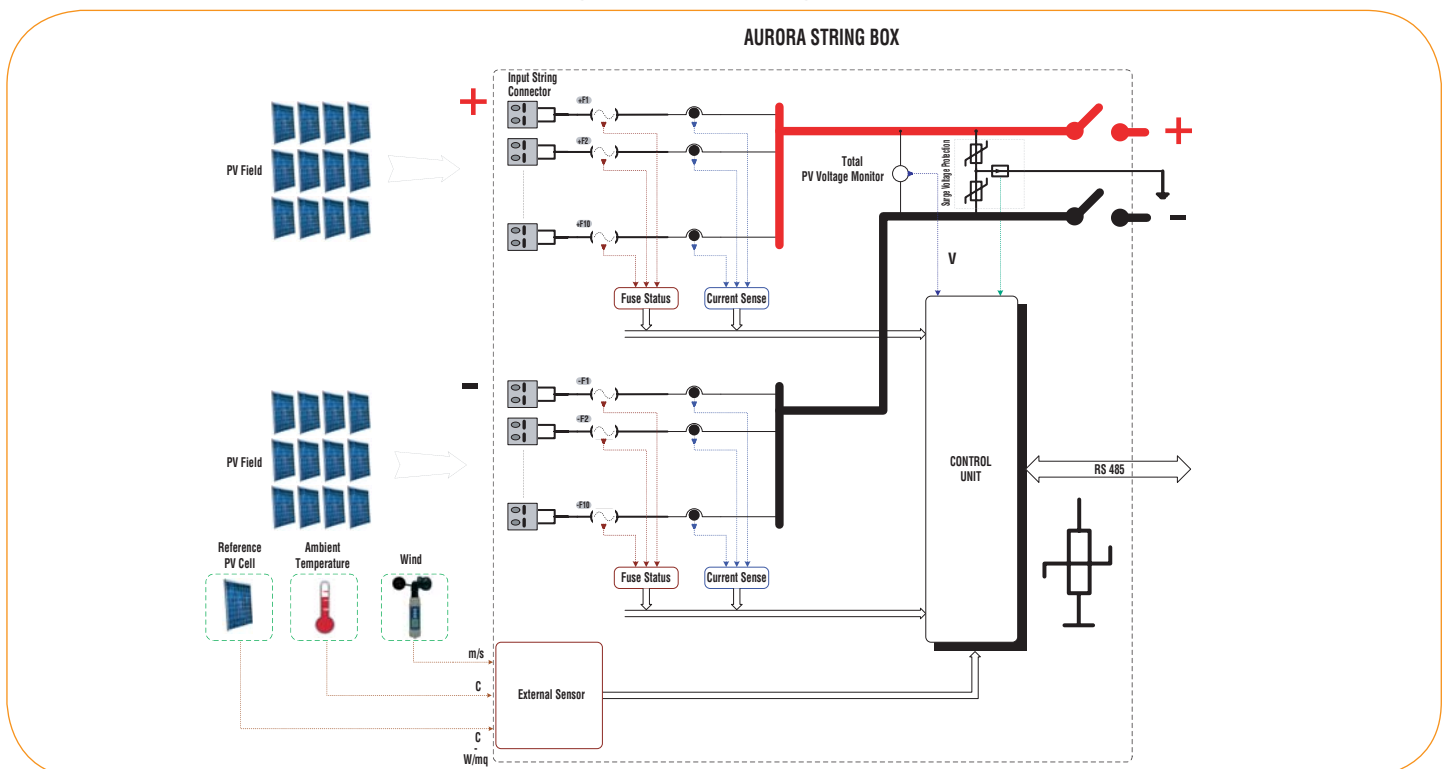 AURORA STRING BOX
Input String
Connector
+
+F1
+F2
+F10
PV Field
Total
PV Voltage Monitor
Surge Voltage Protection
+
-
V
Fuse Status
Current Sense
-
-F1
-F2
-F10
PV Field
CONTROL
UNIT
RS 485
Fuse Status
Current Sense
Reference
PV Cell
Ambient
Temperature
Wind
m/s
C
C
-
W/mq
External Sensor